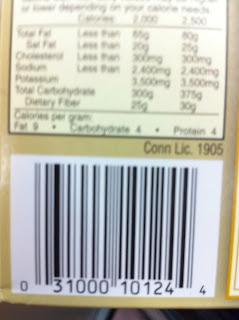 or lower depending on your calorie needs
Calories 2,000 2,500
Total Fat Less than 65g 80g
Sat Fat Less than 20g 25g
Cholesterol Less than 300mg 300mg
Sodium Less than 2,400mg 2,400mg
Potassium 3,500mg 3,500mg
Total Carbohydrate 300g 375g
Dietary Fiber 25g 30g
Calories per gram:
Fat 9 • Carbohydrate 4 • Protein 4
Conn Lic. 1905
0 31000 10124 4